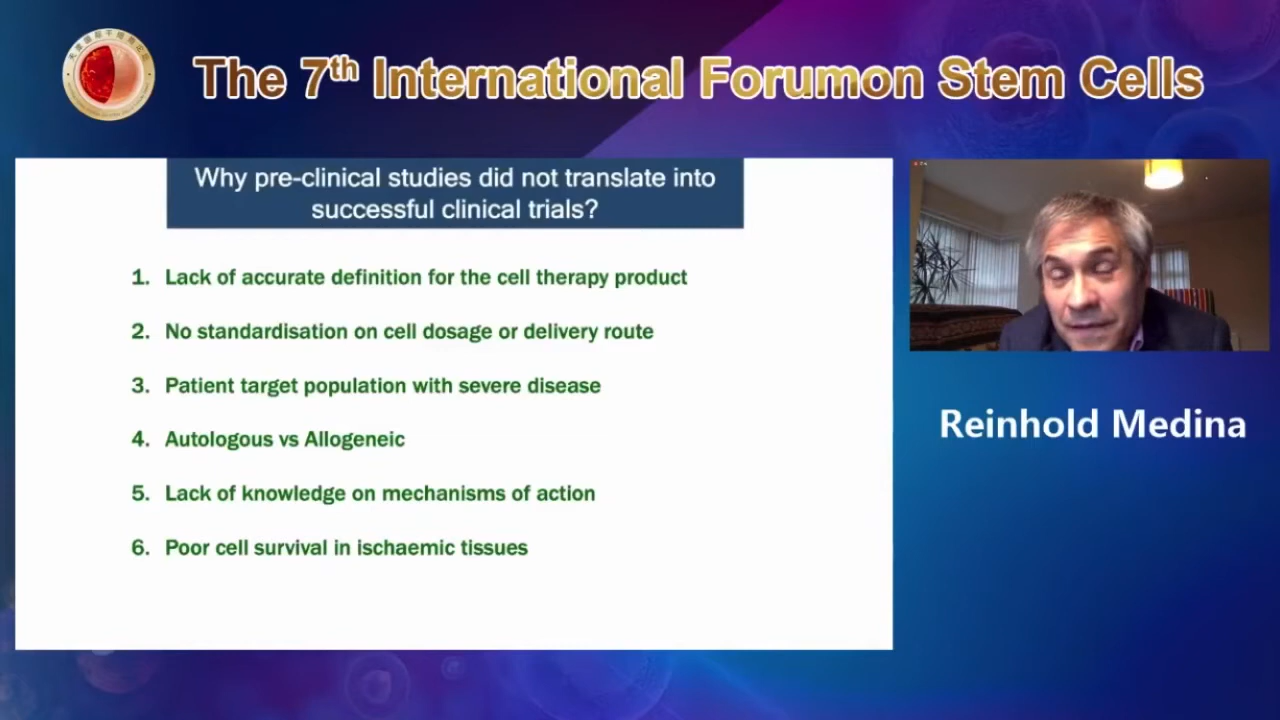 The 7th International Forumon Stem Cells
Why pre-clinical studies did not translate into
successful clinical trials?
1. Lack of accurate definition for the cell therapy product
2. No standardisation on cell dosage or delivery route
3. Patient target population with severe disease
4. Autologous vs Allogeneic
5. Lack of knowledge on mechanisms of action
6. Poor cell survival in ischaemic tissues
Reinhold Medina